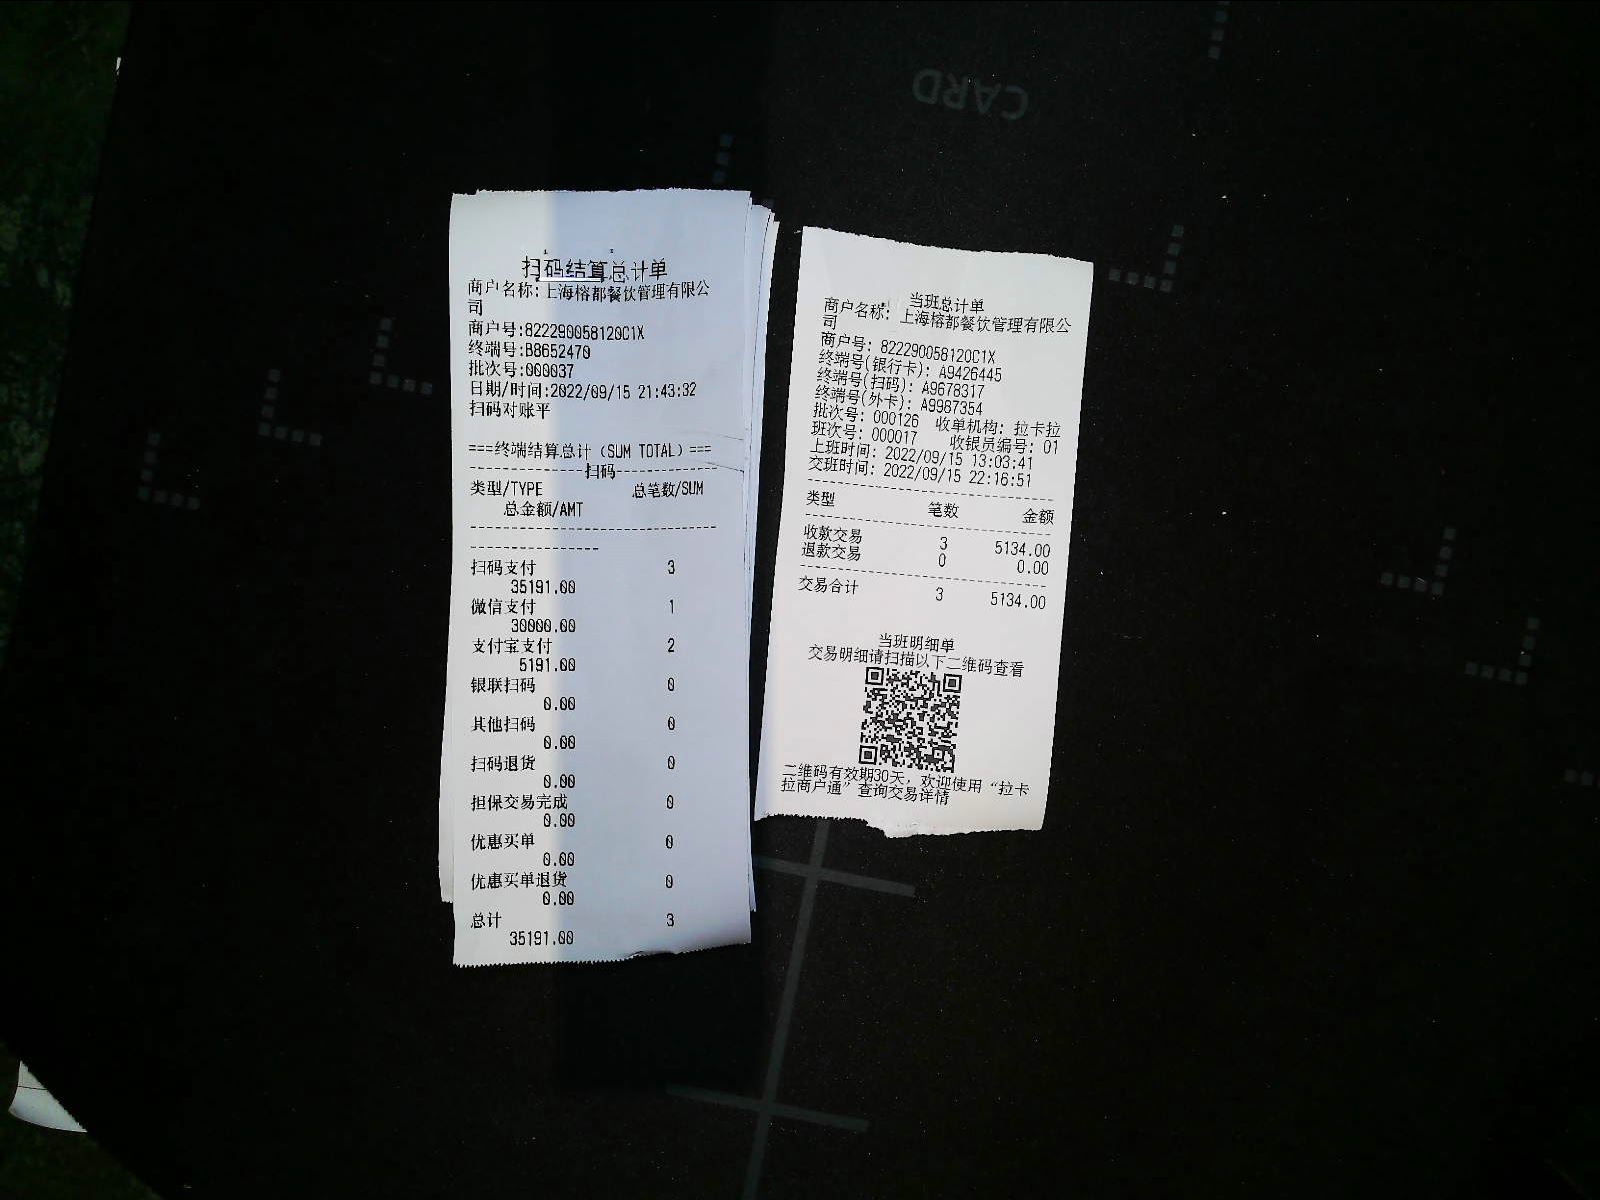 CARD
扫码结算总计单
商户名称:上海榕都餐饮管理有限公
司
商户号:822290058120C1X
终端号:B8652470
批次号:000037
日期/时间:2022/09/15 21:43:32
扫码对账平
===终端结算总计(SUM TOTAL)===
----------------扫码--------------
类型/TYPE 总笔数/SUM
总金额/AMT
扫码支付 3
35191.00
微信支付 1
30000.00
支付宝支付 2
5191.00
银联扫码 0
0.00
其他扫码 0
0.00
扫码退货 0
0.00
担保交易完成 0
0.00
优惠买单 0
0.00
优惠买单退货 0
0.00
总计 3
35191.00
当班总计单
商户名称: 上海榕都餐饮管理有限公
司
商户号: 822290058120C1X
终端号(银行卡): A9426445
终端号(扫码): A9678317
终端号(外卡): A9987354
批次号: 000126 收单机构: 拉卡拉
班次号: 000017 收银员编号: 01
上班时间: 2022/09/15 13:03:41
交班时间: 2022/09/15 22:16:51
类型 笔数 金额
收款交易 3 5134.00
退款交易 0 0.00
交易合计 3 5134.00
当班明细单
交易明细请扫描以下二维码查看
二维码有效期30天，欢迎使用“拉卡
拉商户通”查询交易详情